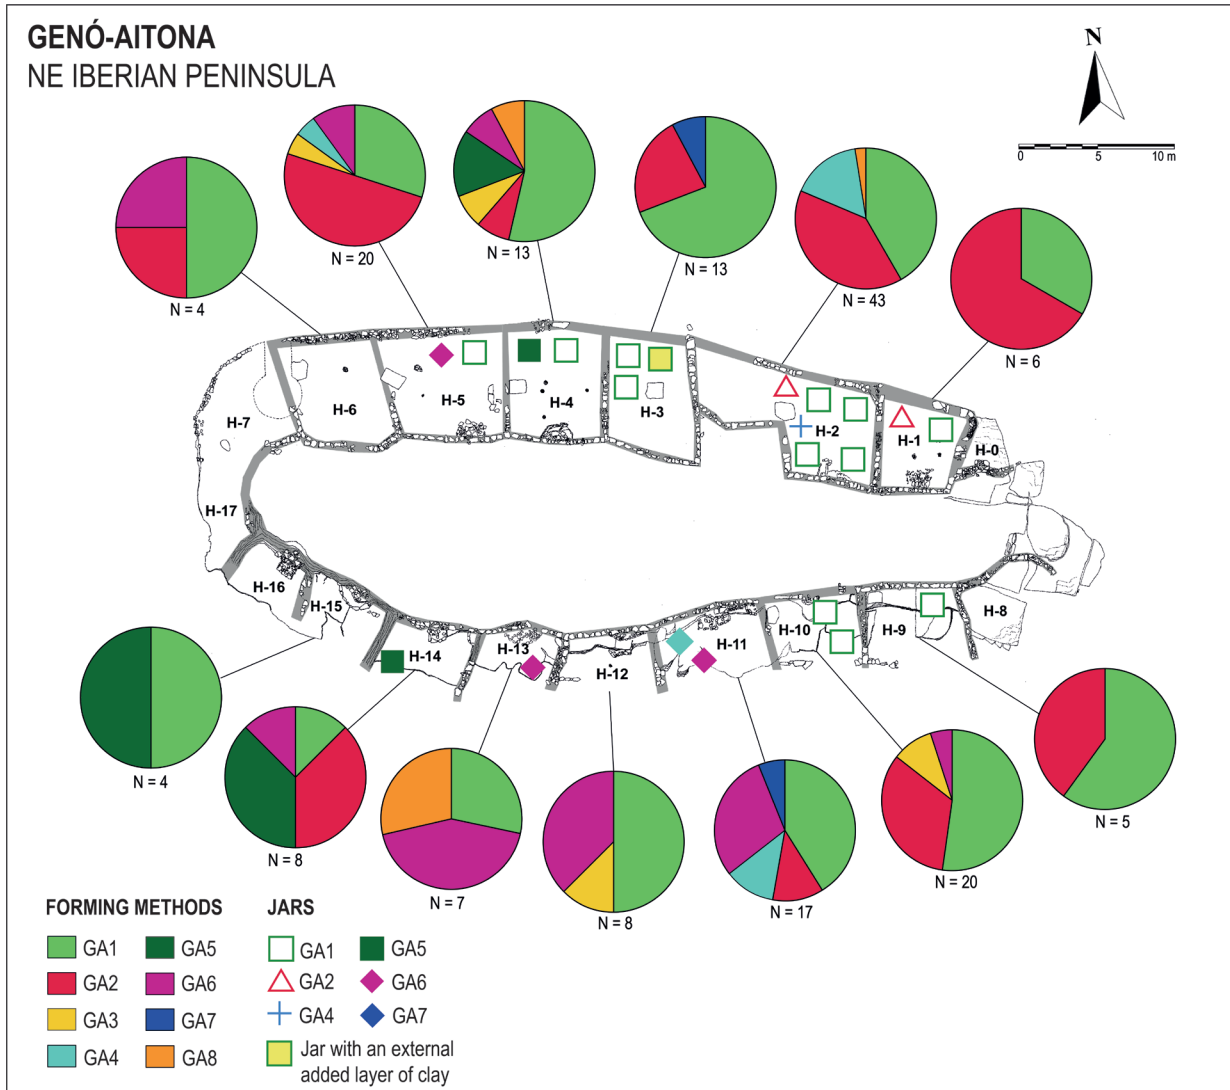 GENÓ-AITONA
NE IBERIAN PENINSULA
N
0 5 10 m
N = 4
N = 20
N = 13
N = 13
N = 43
N = 6
H-7
H-6
H-5
H-4
H-3
H-2
H-1
H-0
H-17
H-16
H-15
H-14
H-13
H-12
H-11
H-10
H-9
H-8
N = 4
N = 8
N = 7
N = 8
N = 17
N = 20
N = 5
FORMING METHODS
GA1
GA2
GA3
GA4
GA5
GA6
GA7
GA8
JARS
GA1
GA2
GA4
GA5
GA6
GA7
Jar with an external
added layer of clay